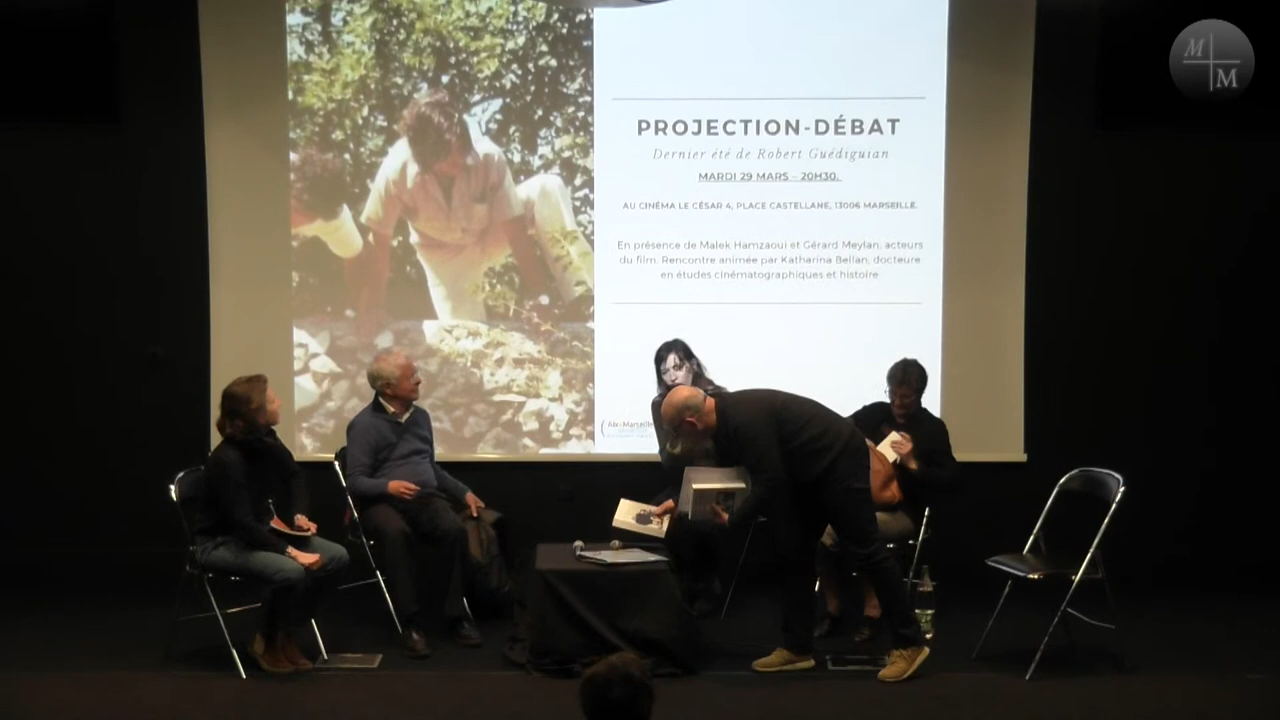 M
M
PROJECTION-DÉBAT
Dernier été de Robert Guédiguian
MARDI 29 MARS - 20H30.
AU CINÉMA LE CÉSAR 4, PLACE CASTELLANE, 13006 MARSEILLE.
En présence de Malek Hamzaoui et Gérard Meylan, acteurs
du film. Rencontre animée par Katharina Bellan, docteure
en études cinématographiques et histoire
Aix Marseille